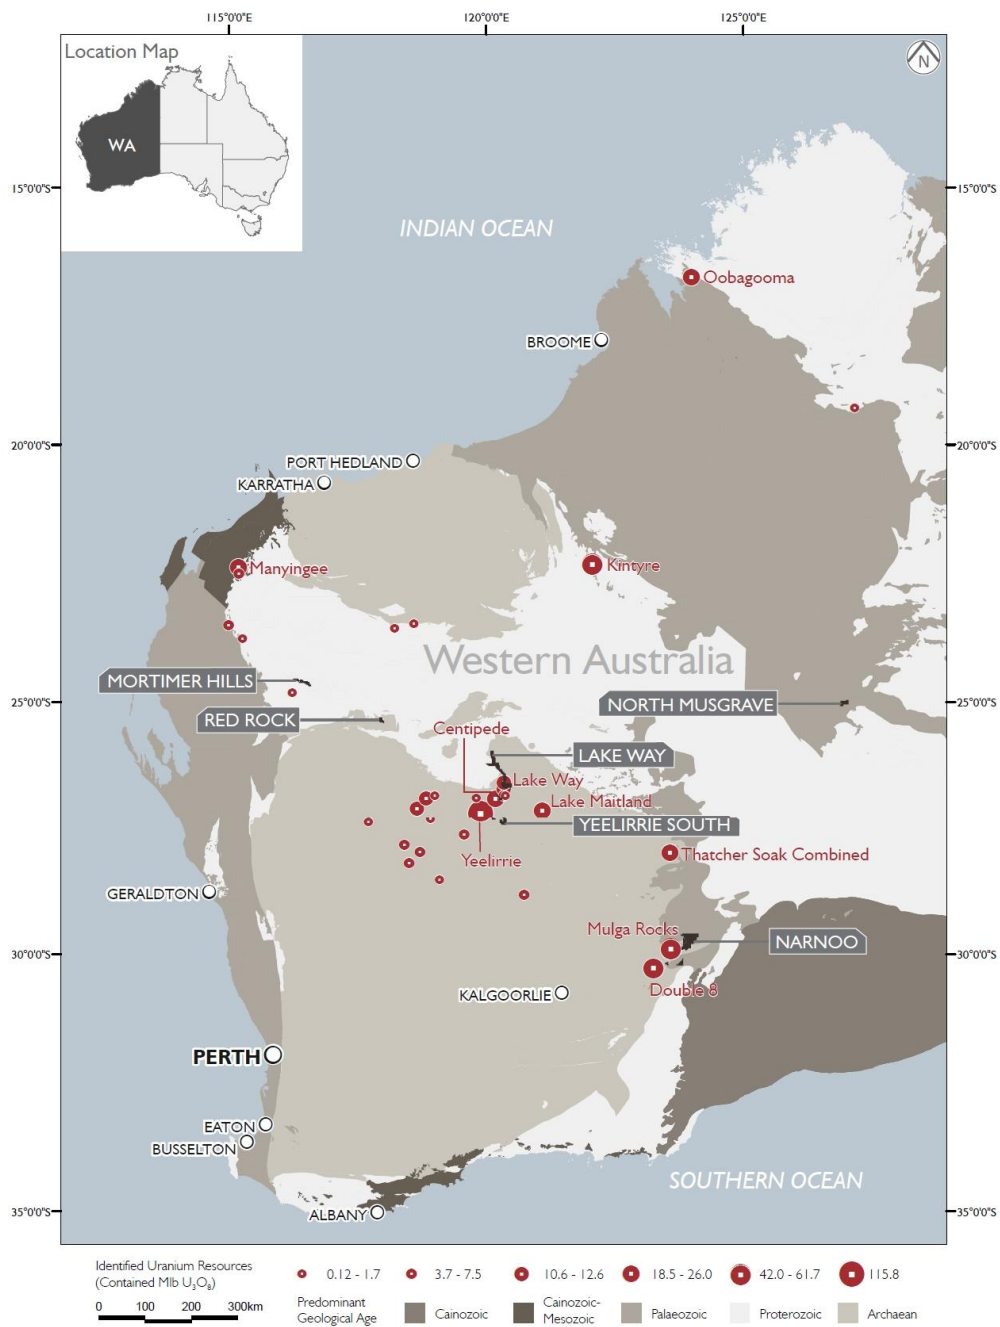 115°0'0"E 120°0'0"E 125°0'0"E
Location Map
WA
N
15°0'0"S 15°0'0"S
INDIAN OCEAN
Oobagooma
BROOME
20°0'0"S 20°0'0"S
PORT HEDLAND
KARRATHA
Manyingee
Kintyre
Western Australia
MORTIMER HILLS
25°0'0"S 25°0'0"S
NORTH MUSGRAVE
RED ROCK
Centipede
LAKE WAY
Lake Way
Lake Maitland
YEELIRRIE SOUTH
Yeelirrie
Thatcher Soak Combined
GERALDTON
Mulga Rocks
NARNOO
30°0'0"S 30°0'0"S
Double 8
KALGOORLIE
PERTH
EATON
BUSSELTON
SOUTHERN OCEAN
35°0'0"S 35°0'0"S
ALBANY
Identified Uranium Resources
(Contained Mlb U₃O₈)
0.12 - 1.7 3.7 - 7.5 10.6 - 12.6 18.5 - 26.0 42.0 - 61.7 115.8
0 100 200 300km
Predominant
Geological Age
Cainozoic
Cainozoic-
Mesozoic
Palaeozoic
Proterozoic
Archaean